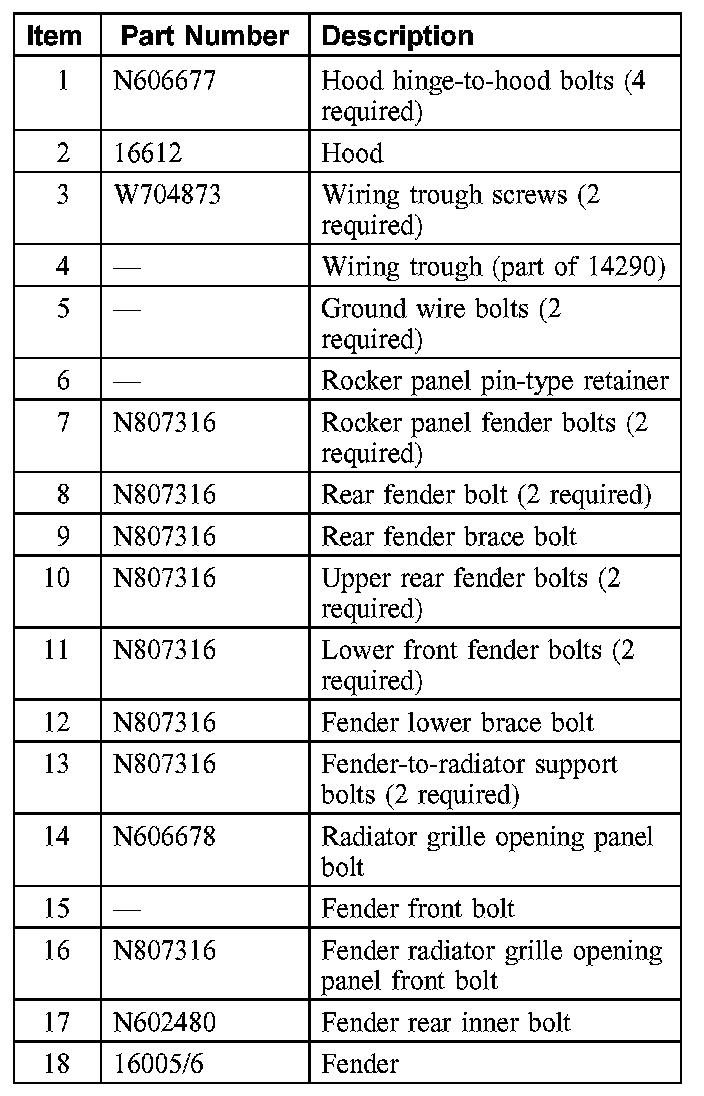 Item Part Number Description
1 N606677 Hood hinge-to-hood bolts (4
required)
2 16612 Hood
3 W704873 Wiring trough screws (2
required)
4 — Wiring trough (part of 14290)
5 — Ground wire bolts (2
required)
6 — Rocker panel pin-type retainer
7 N807316 Rocker panel fender bolts (2
required)
8 N807316 Rear fender bolt (2 required)
9 N807316 Rear fender brace bolt
10 N807316 Upper rear fender bolts (2
required)
11 N807316 Lower front fender bolts (2
required)
12 N807316 Fender lower brace bolt
13 N807316 Fender-to-radiator support
bolts (2 required)
14 N606678 Radiator grille opening panel
bolt
15 — Fender front bolt
16 N807316 Fender radiator grille opening
panel front bolt
17 N602480 Fender rear inner bolt
18 16005/6 Fender